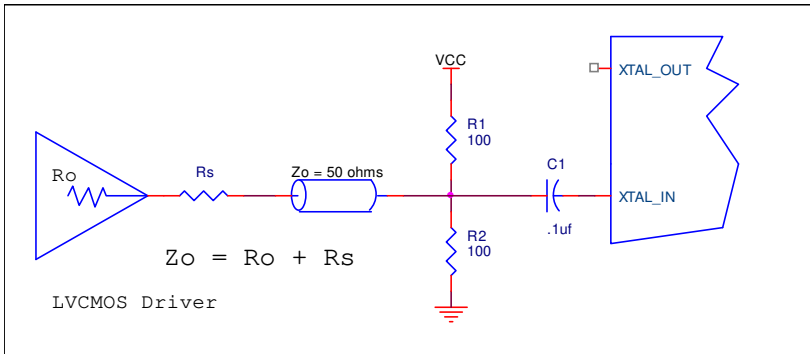 VCC
XTAL_OUT
R1
100
Ro
Rs
Zo = 50 ohms
C1
XTAL_IN
.1uf
R2
100
Zo = Ro + Rs
LVCMOS Driver